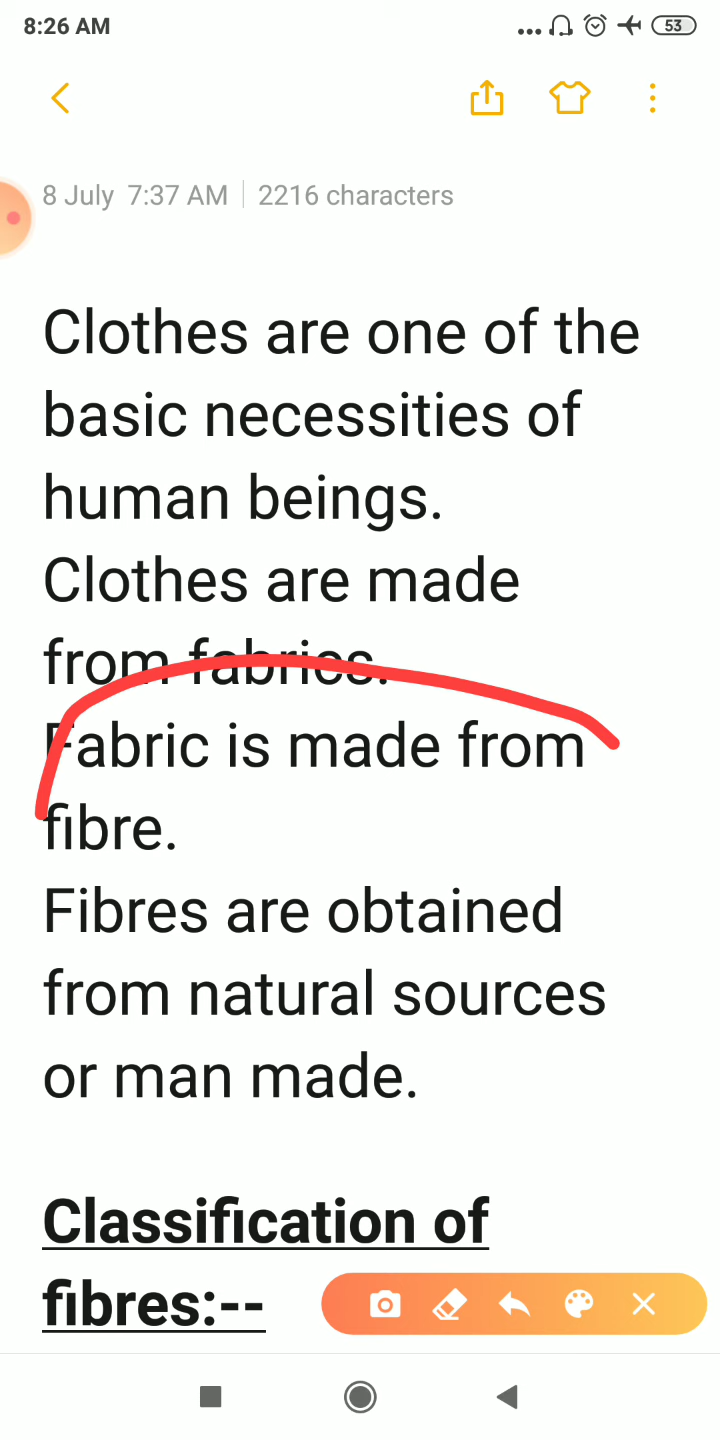 8:26 AM
53
8 July 7:37 AM 2216 characters
Clothes are one of the
basic necessities of
human beings.
Clothes are made
from fabrics.
Fabric is made from
fibre.
Fibres are obtained
from natural sources
or man made.
Classification of
fibres:--